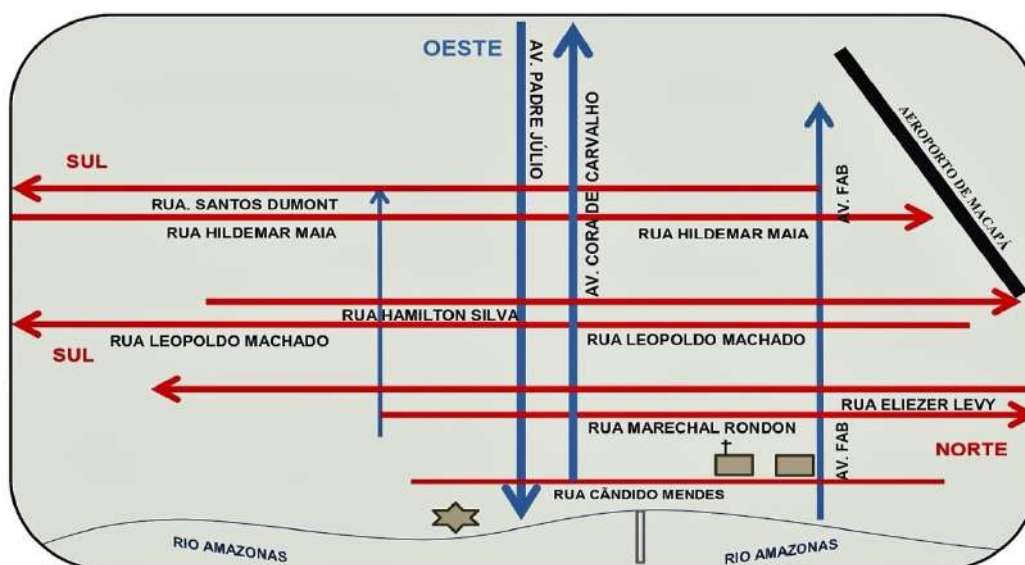 OESTE
AV. PADRE JÚLIO
AV. CORA DE CARVALHO
AEROPORTO DE MACAPÁ
SUL
RUA. SANTOS DUMONT
AV. FAB
RUA HILDEMAR MAIA
RUA HILDEMAR MAIA
RUA HAMILTON SILVA
RUA LEOPOLDO MACHADO
RUA LEOPOLDO MACHADO
SUL
RUA ELIEZER LEVY
RUA MARECHAL RONDON
AV. FAB
NORTE
RUA CÂNDIDO MENDES
RIO AMAZONAS
RIO AMAZONAS